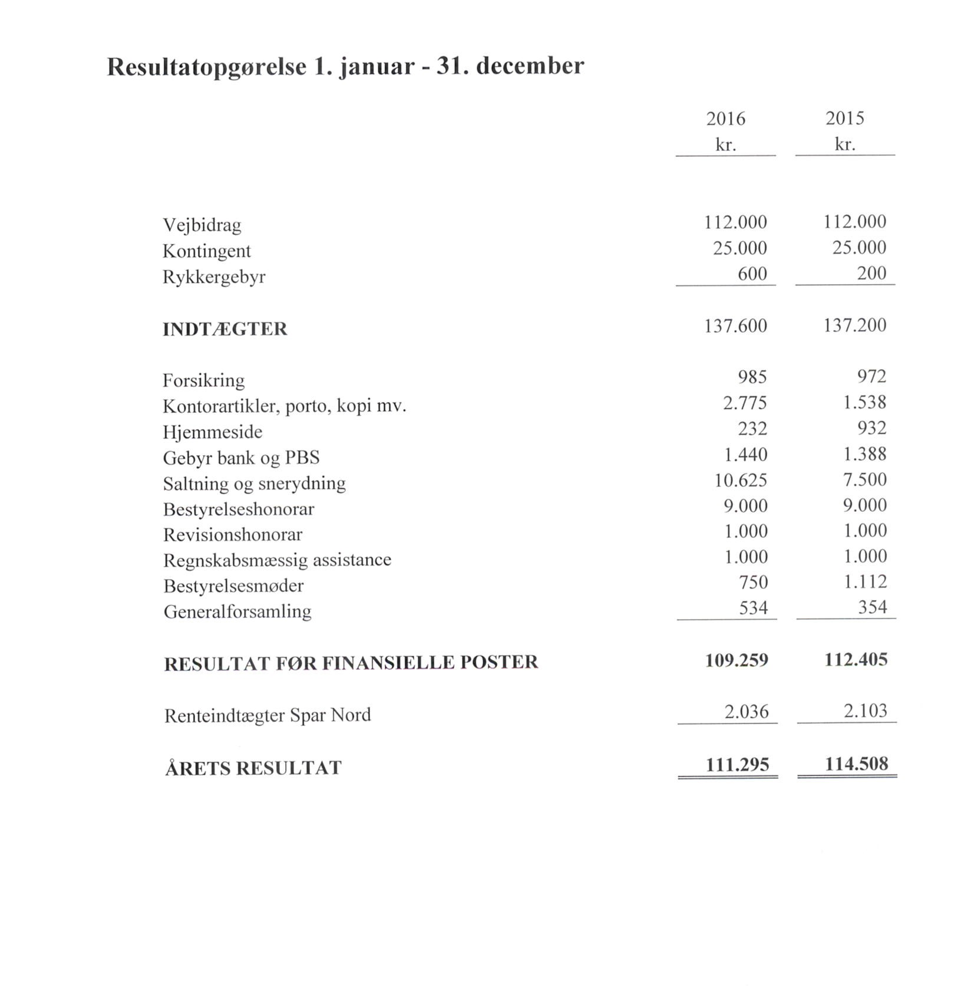 Resultatopgørelse 1. januar - 31. december
2016 2015
kr. kr.
Vejbidrag 112.000 112.000
Kontingent 25.000 25.000
Rykkergebyr 600 200
INDTÆGTER 137.600 137.200
Forsikring 985 972
Kontorartikler, porto, kopi mv. 2.775 1.538
Hjemmeside 232 932
Gebyr bank og PBS 1.440 1.388
Saltning og snerydning 10.625 7.500
Bestyrelseshonorar 9.000 9.000
Revisionshonorar 1.000 1.000
Regnskabsmæssig assistance 1.000 1.000
Bestyrelsesmøder 750 1.112
Generalforsamling 534 354
RESULTAT FØR FINANSIELLE POSTER 109.259 112.405
Renteindtægter Spar Nord 2.036 2.103
ÅRETS RESULTAT 111.295 114.508